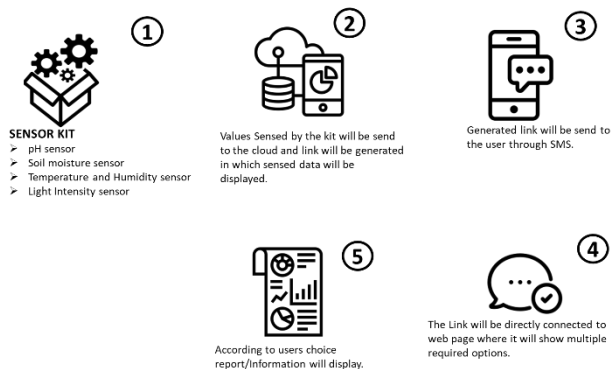 1
SENSOR KIT
➢ pH sensor
➢ Soil moisture sensor
➢ Temperature and Humidity sensor
➢ Light Intensity sensor
2
Values Sensed by the kit will be send
to the cloud and link will be generated
in which sensed data will be
displayed.
3
Generated link will be send to
the user through SMS.
4
The Link will be directly connected to
web page where it will show multiple
required options.
5
According to users choice
report/Information will display.